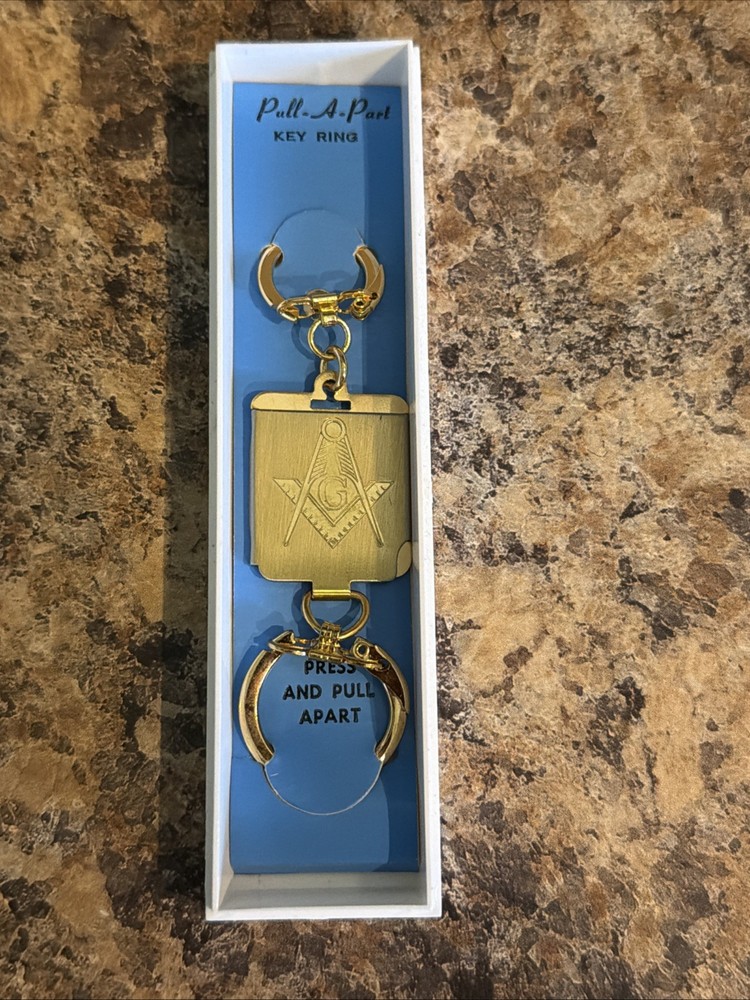 Pull-A-Part
KEY RING
G
PRESS
AND PULL
APART